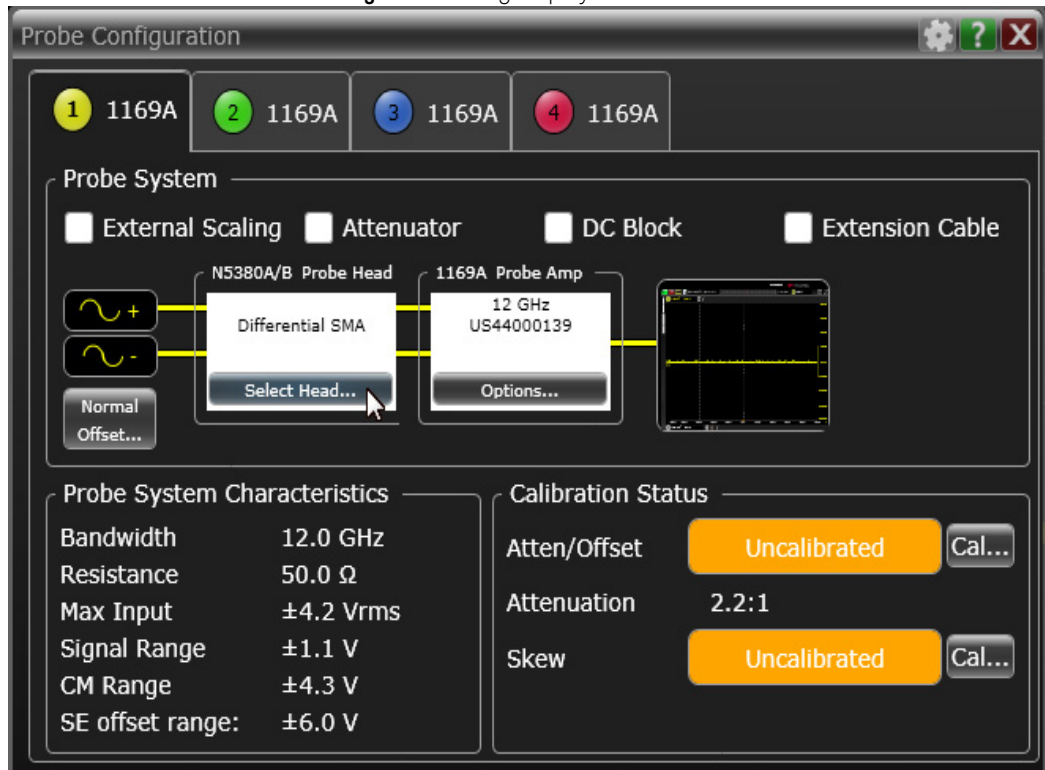 Probe Configuration ?
1 1169A 2 1169A 3 1169A 4 1169A
Probe System
External Scaling Attenuator DC Block Extension Cable
N5380A/B Probe Head 1169A Probe Amp
+ Differential SMA 12 GHz
US44000139
-
Select Head... Options...
Normal
Offset...
Probe System Characteristics
Bandwidth 12.0 GHz
Resistance 50.0 Ω
Max Input ±4.2 Vrms
Signal Range ±1.1 V
CM Range ±4.3 V
SE offset range: ±6.0 V
Calibration Status
Atten/Offset Uncalibrated Cal...
Attenuation 2.2:1
Skew Uncalibrated Cal...